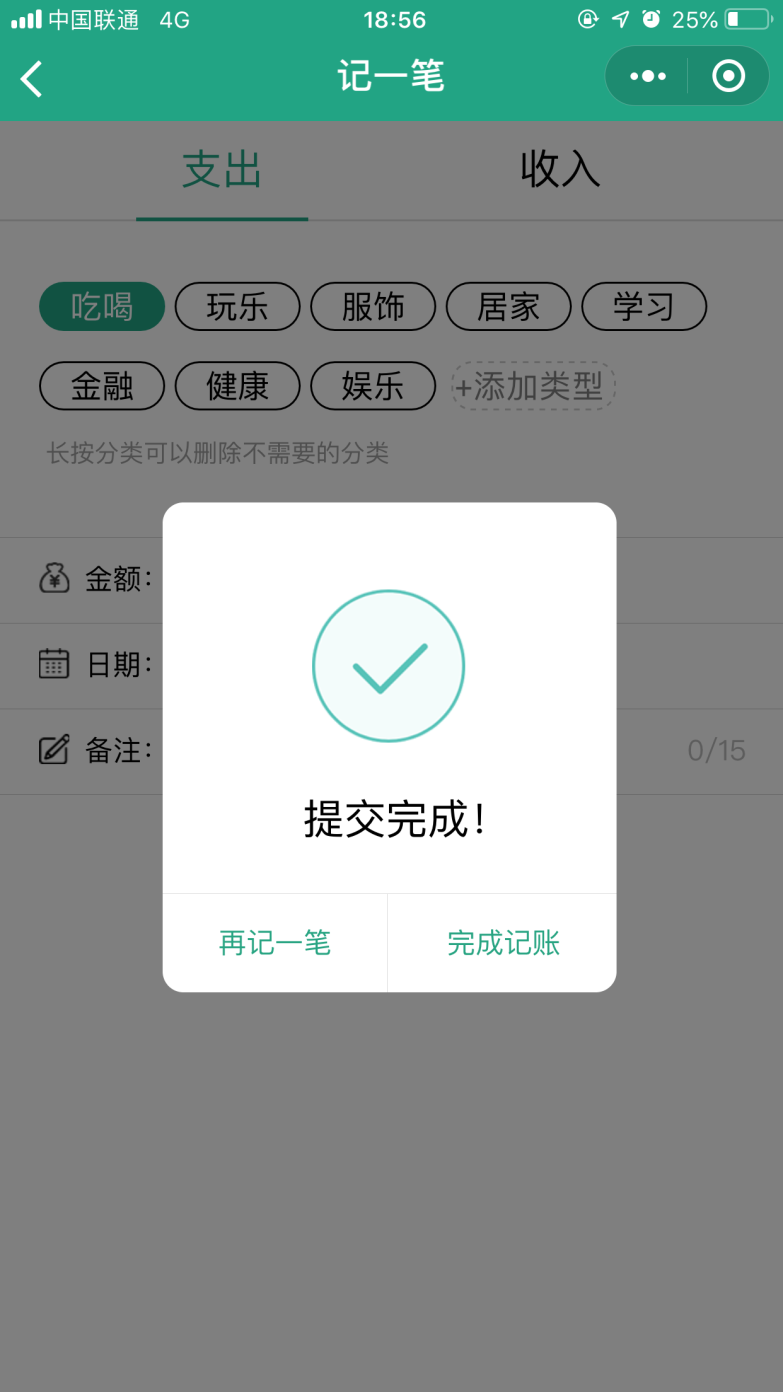 中国联通 4G 18:56 25%
记一笔
支出 收入
吃喝 玩乐 服饰 居家 学习
金融 健康 娱乐 +添加类型
长按分类可以删除不需要的分类
金额：
日期：
备注： 0/15
提交完成！
再记一笔 完成记账